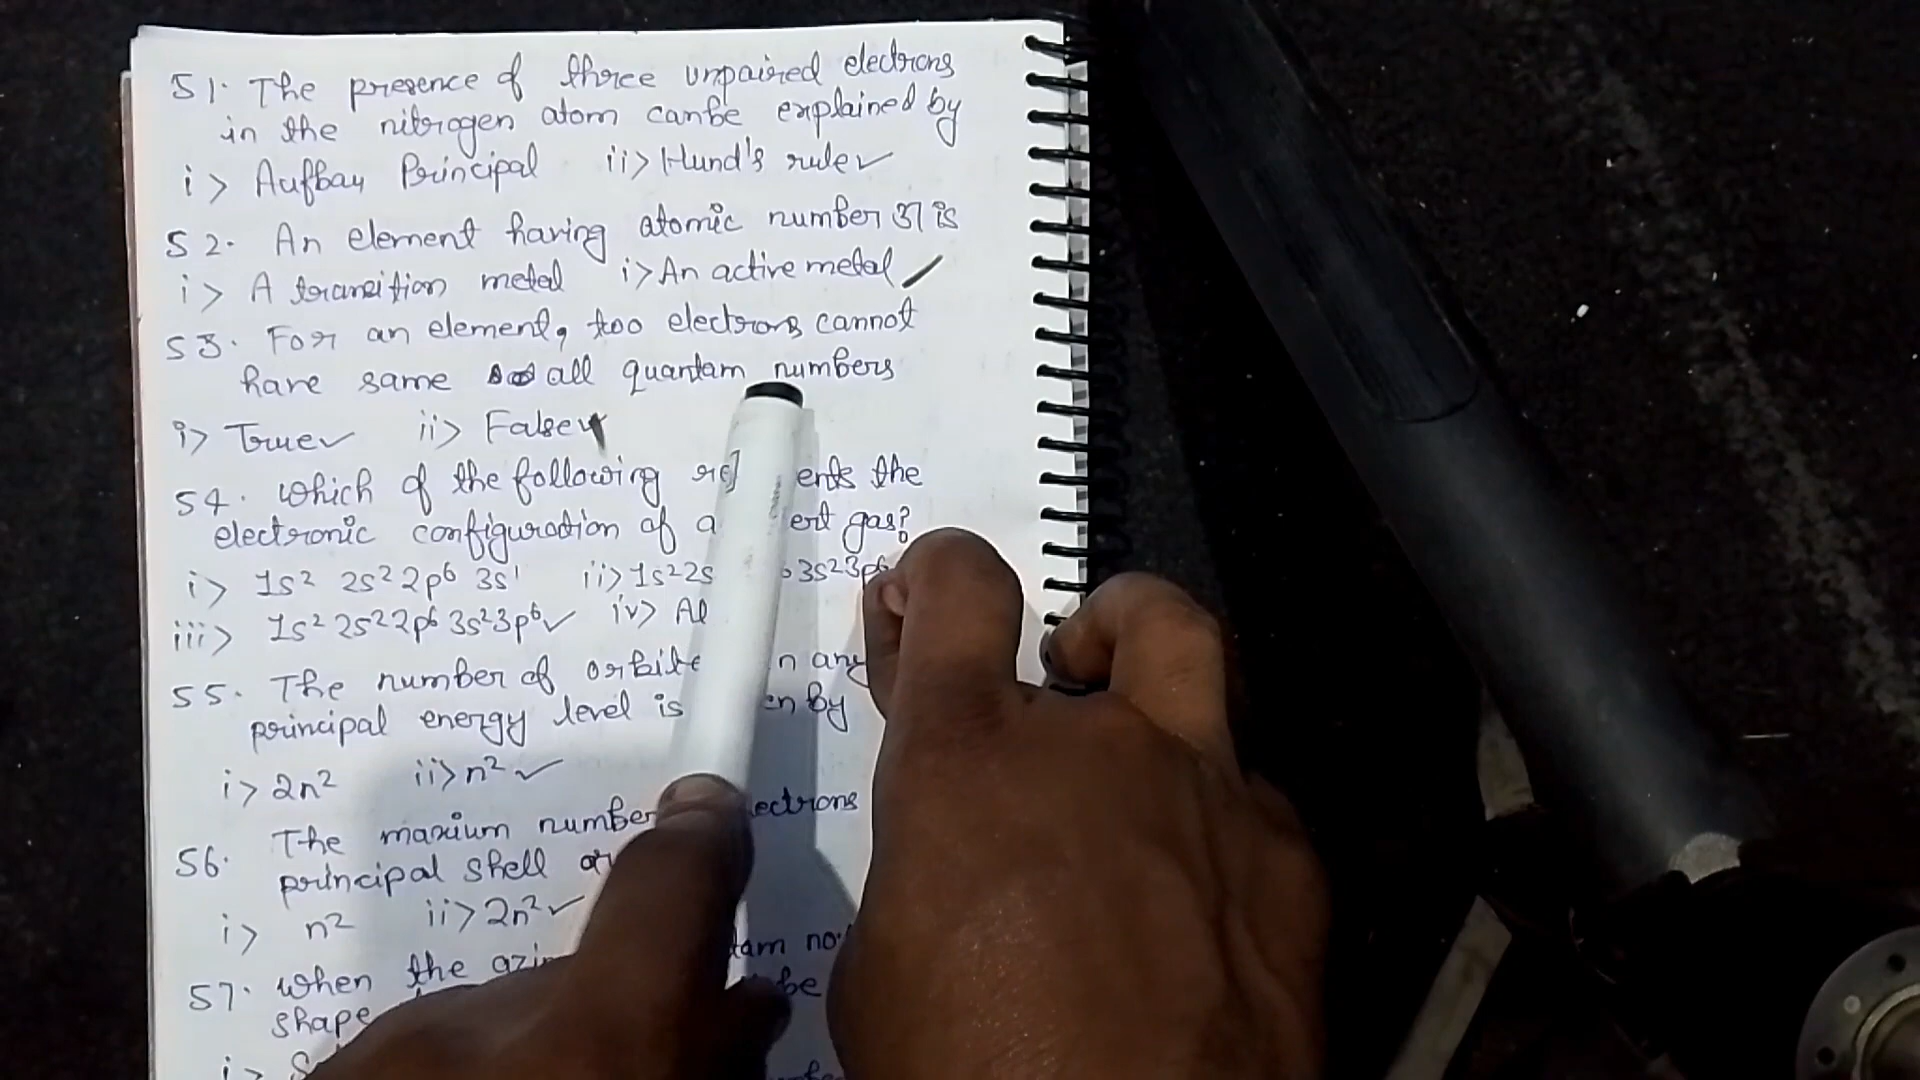 51. The presence of three unpaired electrons
in the nitrogen atom canbe explained by
i> Aufbau Principal ii> Hund's rule✓
52. An element having atomic number 37 is
i> A transition metal i> An active metal
53. For an element, too electrons cannot
have same all quantam numbers
i> True✓ ii> False
54. which of the following the
electronic configuration of a gas?
i> 1s² 2s² 2p⁶ 3s¹ ii> 1s² 2s 3s² 3p⁶
iii> 1s² 2s² 2p⁶ 3s² 3p⁶✓ iv>
55. The number of any
principal energy level is by
i> 2n² ii> n²✓
56. The maxium number
principal shell
i> n² ii> 2n²✓
57. when the no.
shape be
i>